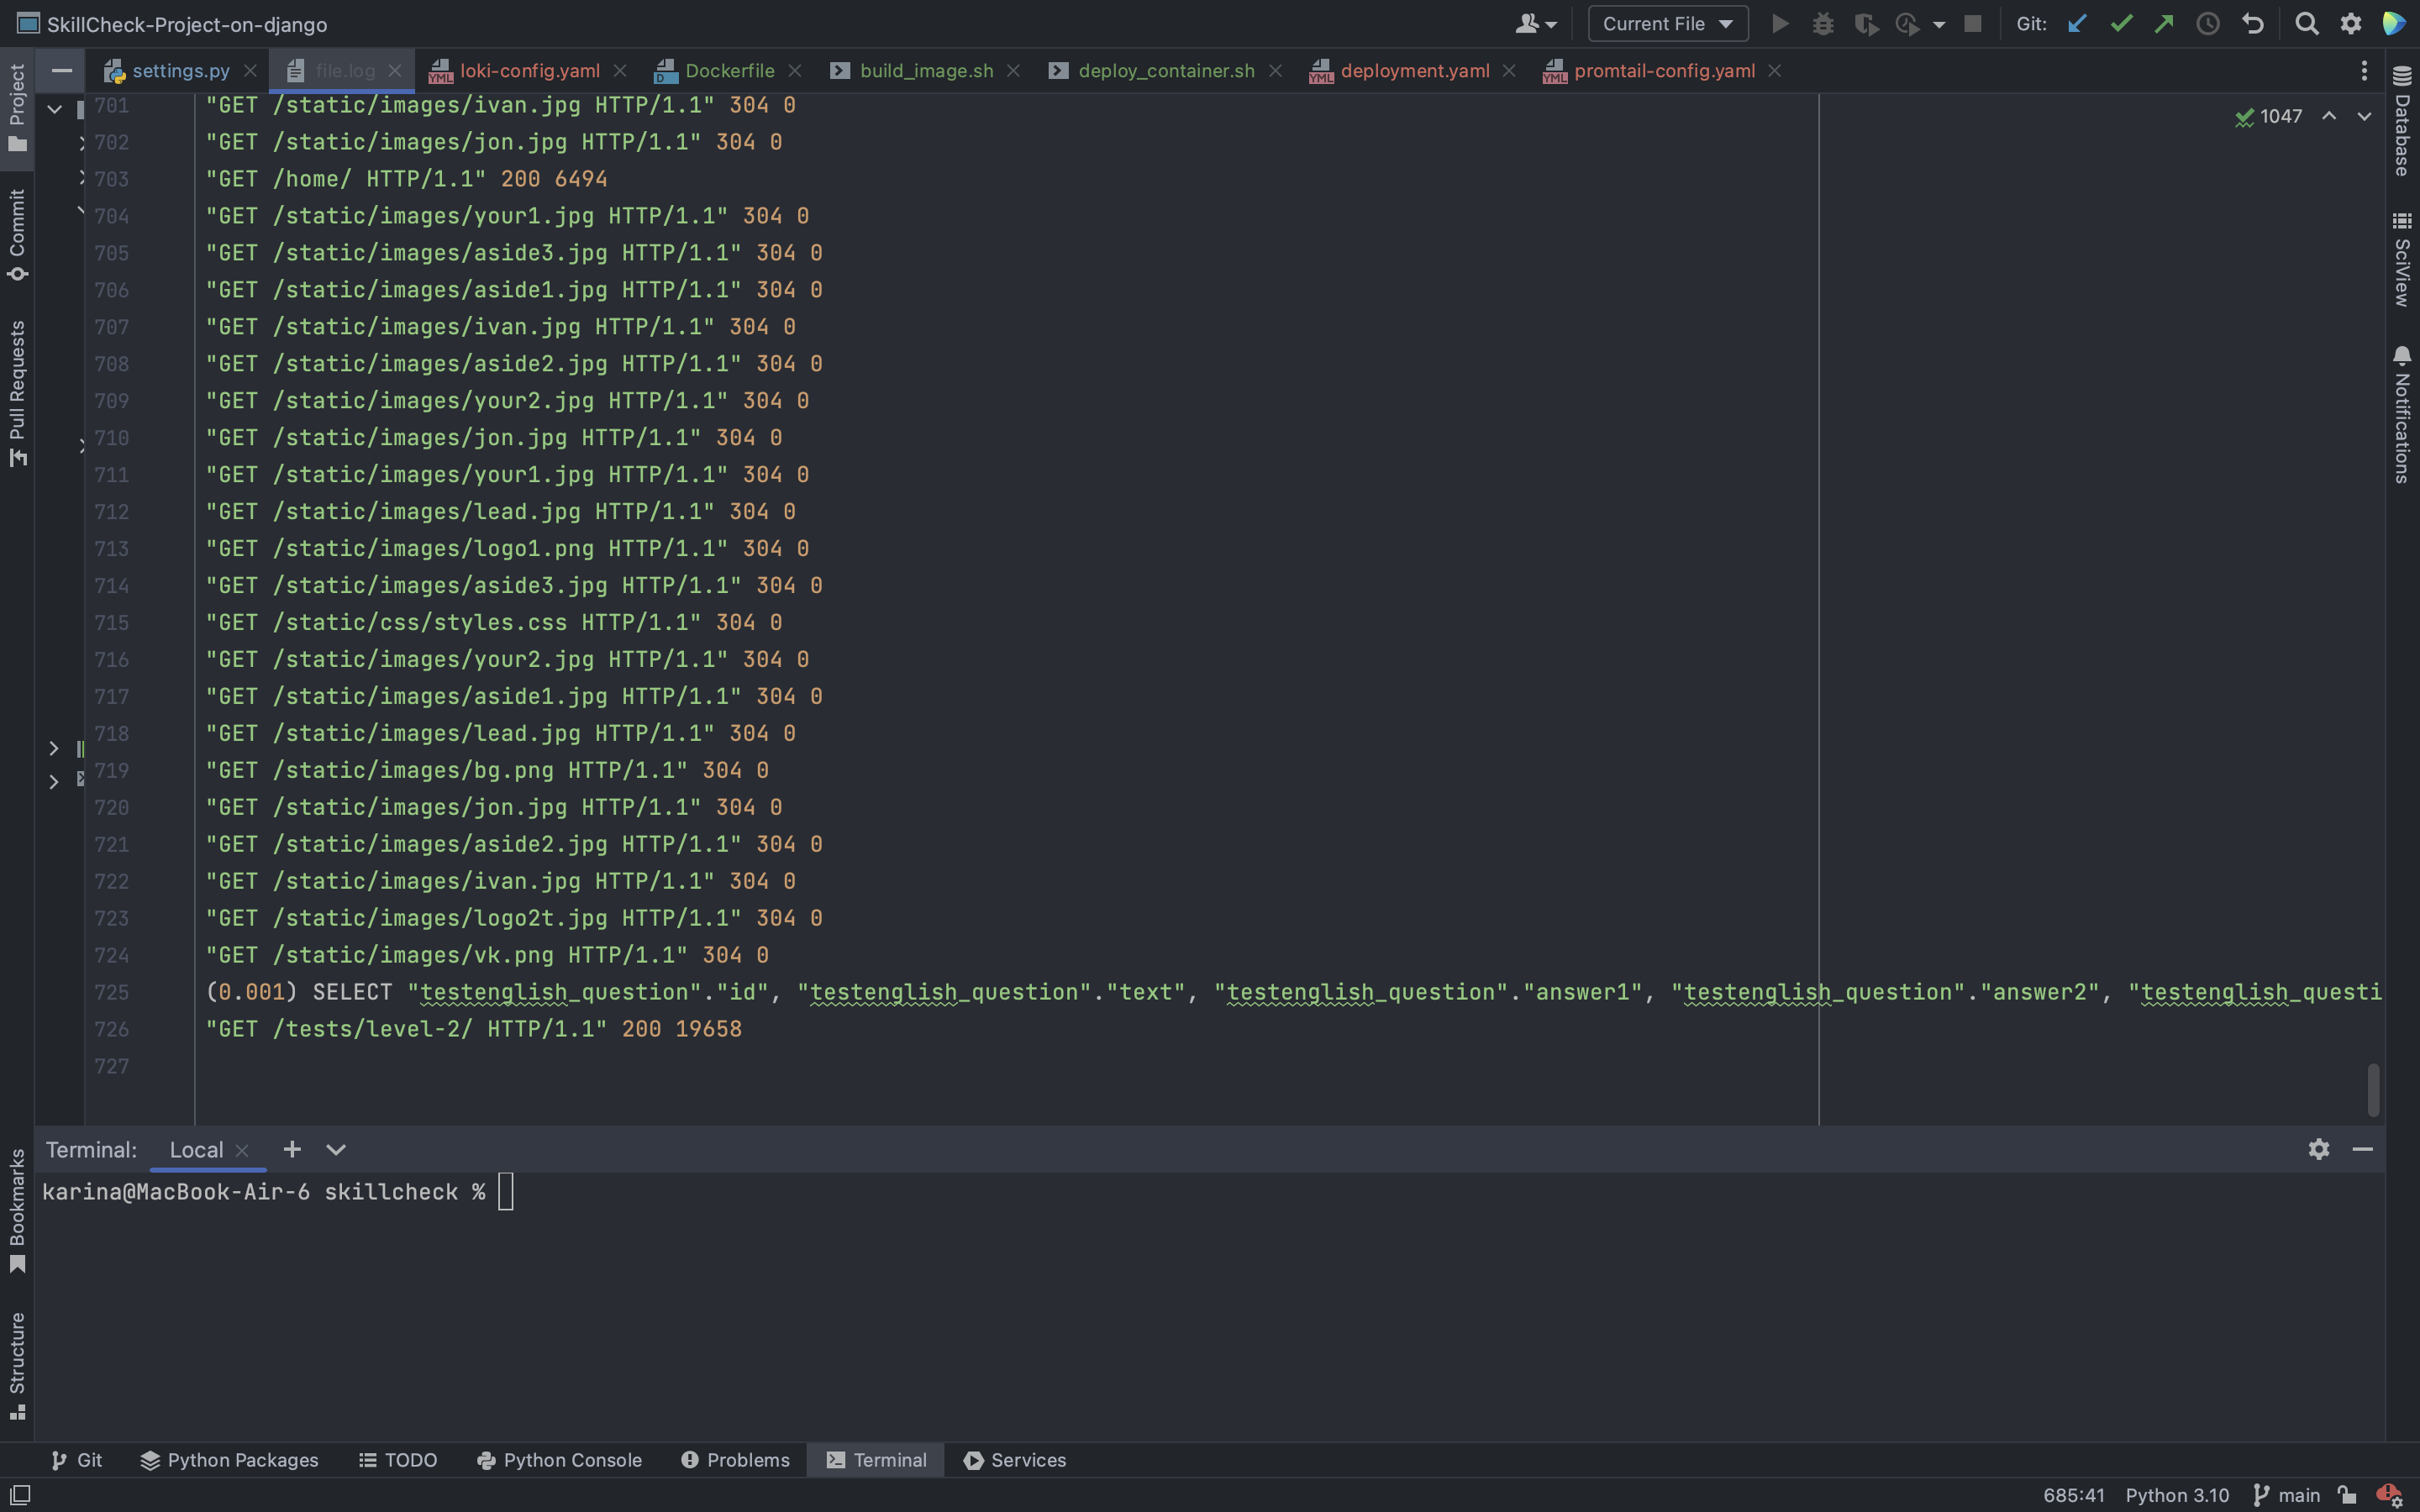 SkillCheck-Project-on-django
Current File
Git:
settings.py
file.log
loki-config.yaml
Dockerfile
build_image.sh
deploy_container.sh
deployment.yaml
promtail-config.yaml
Project
Commit
Pull Requests
Bookmarks
Structure
Database
SciView
Notifications
1047
701 "GET /static/images/ivan.jpg HTTP/1.1" 304 0
702 "GET /static/images/jon.jpg HTTP/1.1" 304 0
703 "GET /home/ HTTP/1.1" 200 6494
704 "GET /static/images/your1.jpg HTTP/1.1" 304 0
705 "GET /static/images/aside3.jpg HTTP/1.1" 304 0
706 "GET /static/images/aside1.jpg HTTP/1.1" 304 0
707 "GET /static/images/ivan.jpg HTTP/1.1" 304 0
708 "GET /static/images/aside2.jpg HTTP/1.1" 304 0
709 "GET /static/images/your2.jpg HTTP/1.1" 304 0
710 "GET /static/images/jon.jpg HTTP/1.1" 304 0
711 "GET /static/images/your1.jpg HTTP/1.1" 304 0
712 "GET /static/images/lead.jpg HTTP/1.1" 304 0
713 "GET /static/images/logo1.png HTTP/1.1" 304 0
714 "GET /static/images/aside3.jpg HTTP/1.1" 304 0
715 "GET /static/css/styles.css HTTP/1.1" 304 0
716 "GET /static/images/your2.jpg HTTP/1.1" 304 0
717 "GET /static/images/aside1.jpg HTTP/1.1" 304 0
718 "GET /static/images/lead.jpg HTTP/1.1" 304 0
719 "GET /static/images/bg.png HTTP/1.1" 304 0
720 "GET /static/images/jon.jpg HTTP/1.1" 304 0
721 "GET /static/images/aside2.jpg HTTP/1.1" 304 0
722 "GET /static/images/ivan.jpg HTTP/1.1" 304 0
723 "GET /static/images/logo2t.jpg HTTP/1.1" 304 0
724 "GET /static/images/vk.png HTTP/1.1" 304 0
725 (0.001) SELECT "testenglish_question"."id", "testenglish_question"."text", "testenglish_question"."answer1", "testenglish_question"."answer2", "testenglish_questi
726 "GET /tests/level-2/ HTTP/1.1" 200 19658
727
Terminal: Local
karina@MacBook-Air-6 skillcheck %
Git Python Packages TODO Python Console Problems Terminal Services
685:41 Python 3.10 main